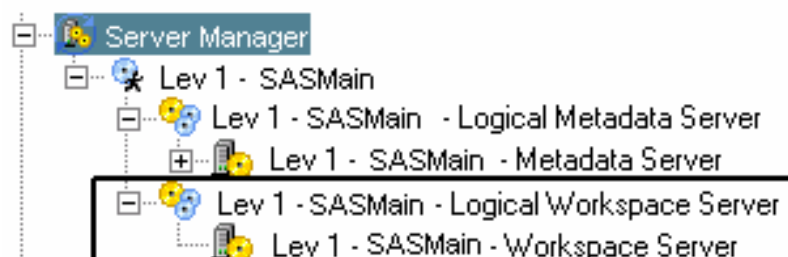 Server Manager
Lev 1 - SASMain
Lev 1 - SASMain - Logical Metadata Server
Lev 1 - SASMain - Metadata Server
Lev 1 - SASMain - Logical Workspace Server
Lev 1 - SASMain - Workspace Server